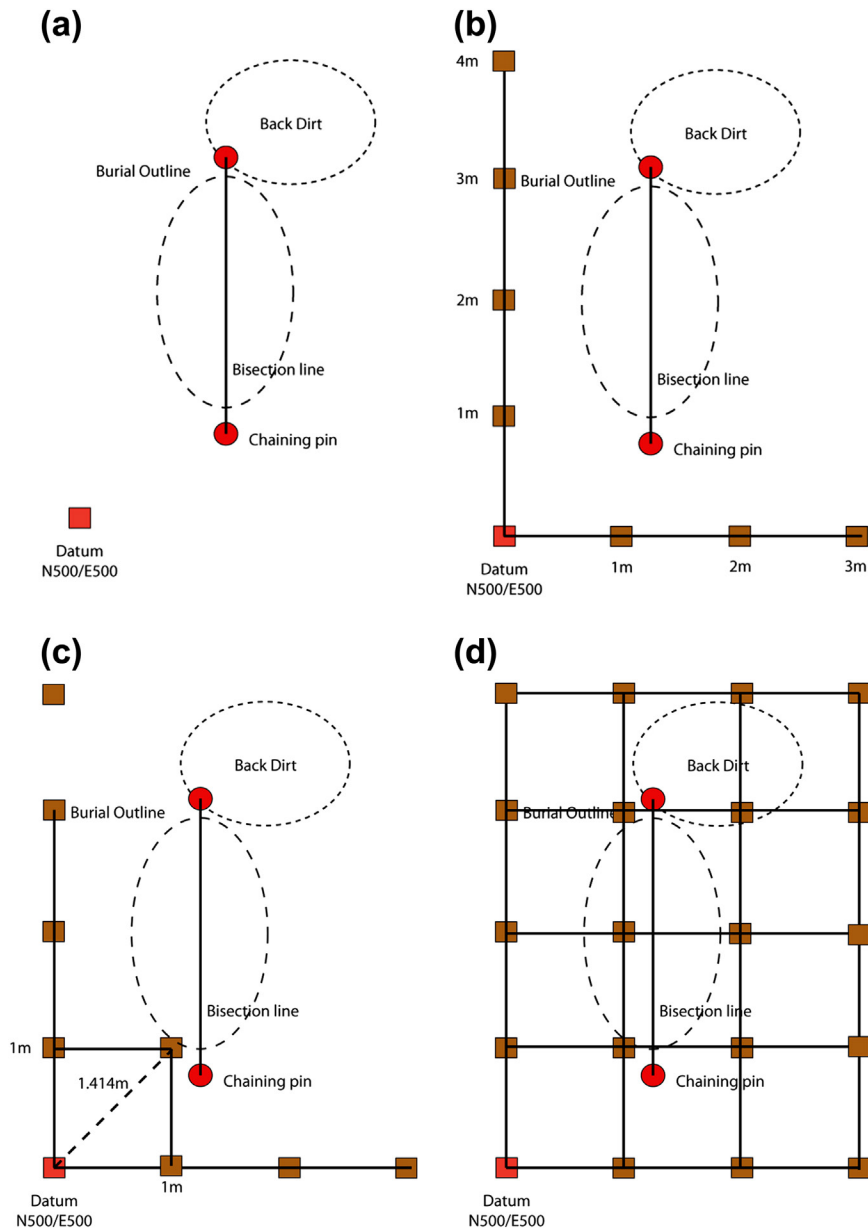 (a)
Back Dirt
Burial Outline
Bisection line
Chaining pin
Datum
N500/E500
(b)
4m
Back Dirt
3m
Burial Outline
2m
Bisection line
1m
Chaining pin
Datum
N500/E500
1m
2m
3m
(c)
Back Dirt
Burial Outline
Bisection line
1m
1.414m
Chaining pin
Datum
N500/E500
1m
(d)
Back Dirt
Burial Outline
Bisection line
Chaining pin
Datum
N500/E500